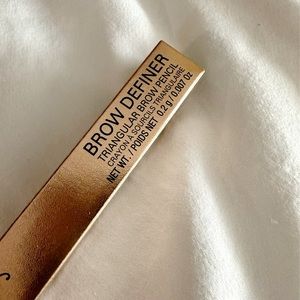 BROW DEFINER
TRIANGULAR BROW PENCIL
CRAYON À SOURCILS TRIANGULAIRE
NET WT. / POIDS NET 0.2 g / 0.007 Oz